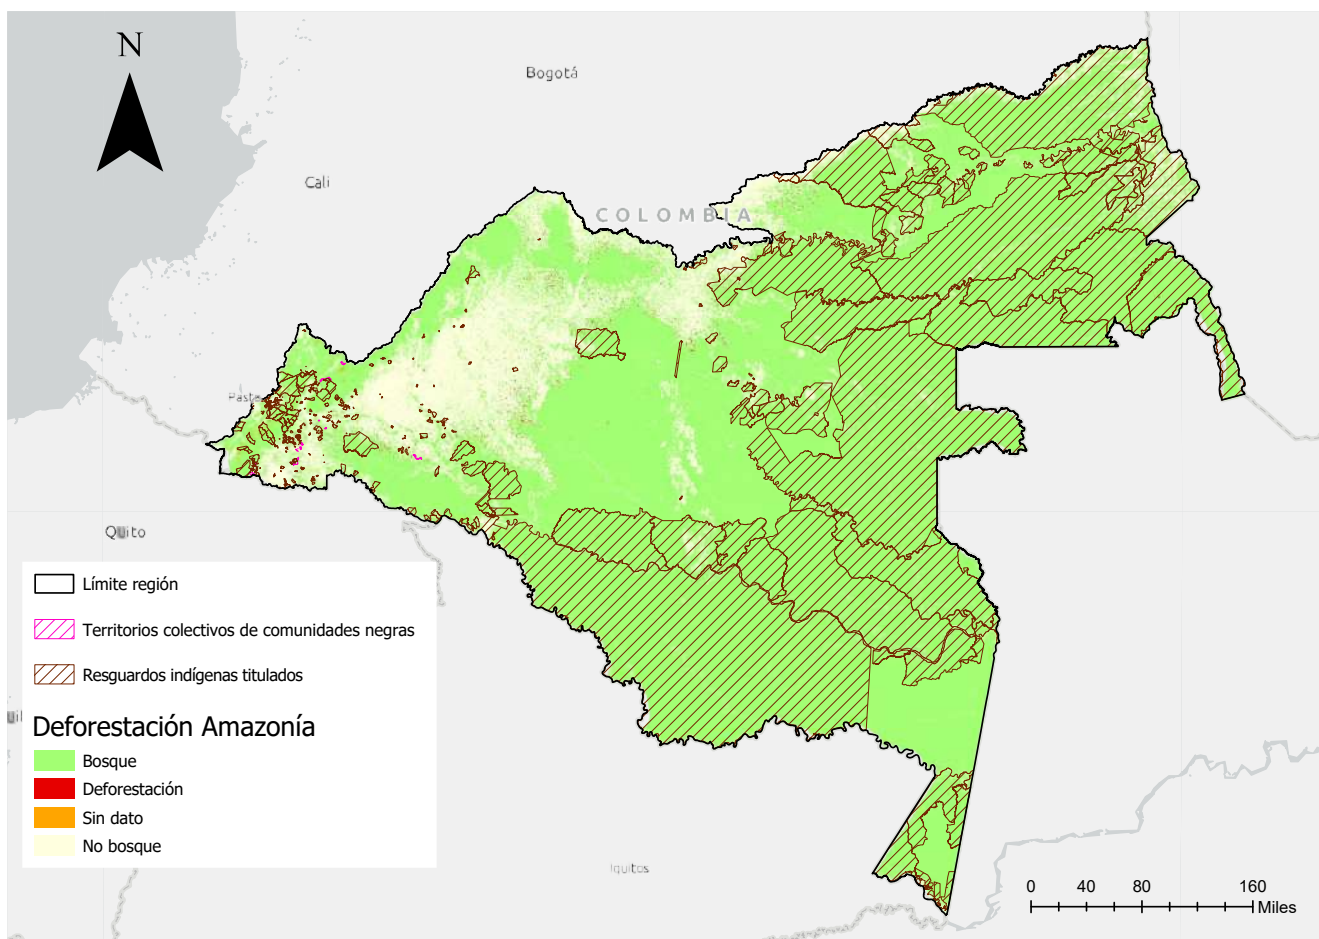 N
Bogotá
Cali
COLOMBIA
Pasto
Quito
Límite región
Territorios colectivos de comunidades negras
Resguardos indígenas titulados
Deforestación Amazonía
Bosque
Deforestación
Sin dato
No bosque
Iquitos
0 40 80 160
Miles